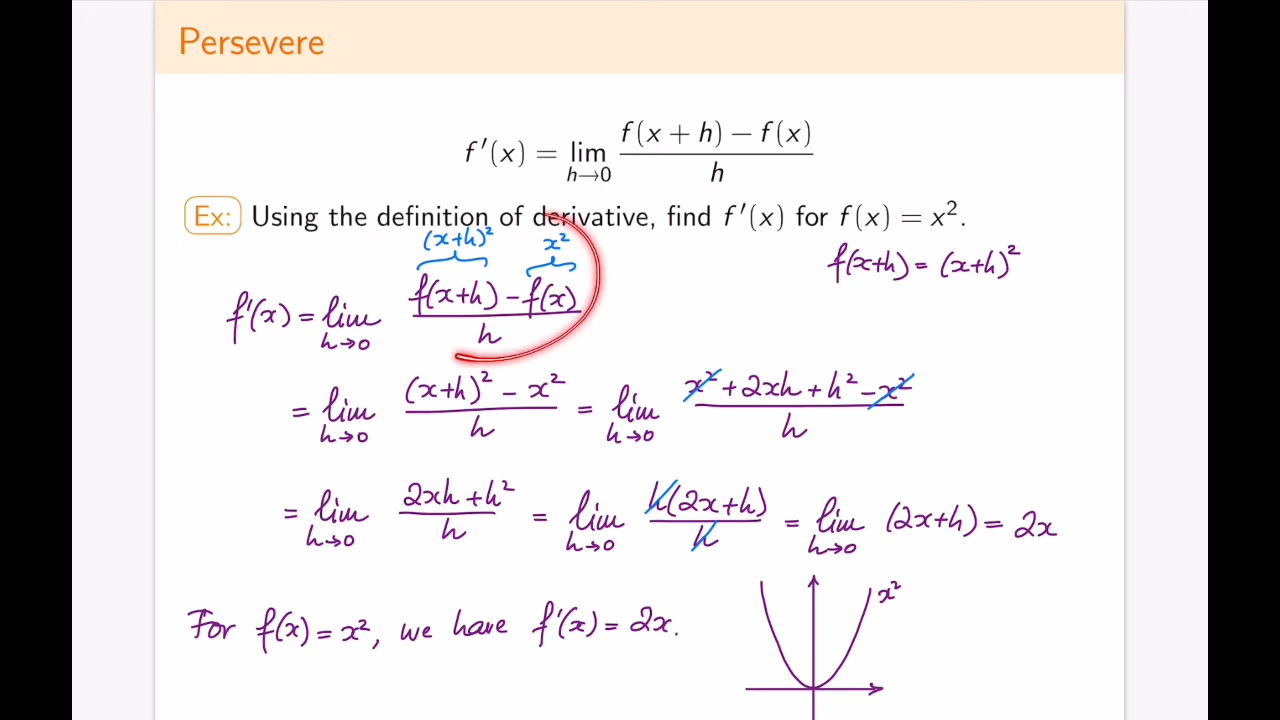 Persevere
f'(x) = lim_{h→0} (f(x + h) − f(x))/h
Ex: Using the definition of derivative, find f'(x) for f(x) = x².
(x+h)² x²
f(x+h) = (x+h)²
f'(x) = lim_{h→0} (f(x+h) − f(x))/h
= lim_{h→0} ((x+h)² − x²)/h = lim_{h→0} (x² + 2xh + h² − x²)/h
= lim_{h→0} (2xh + h²)/h = lim_{h→0} h(2x+h)/h = lim_{h→0} (2x+h) = 2x
x²
For f(x) = x², we have f'(x) = 2x.